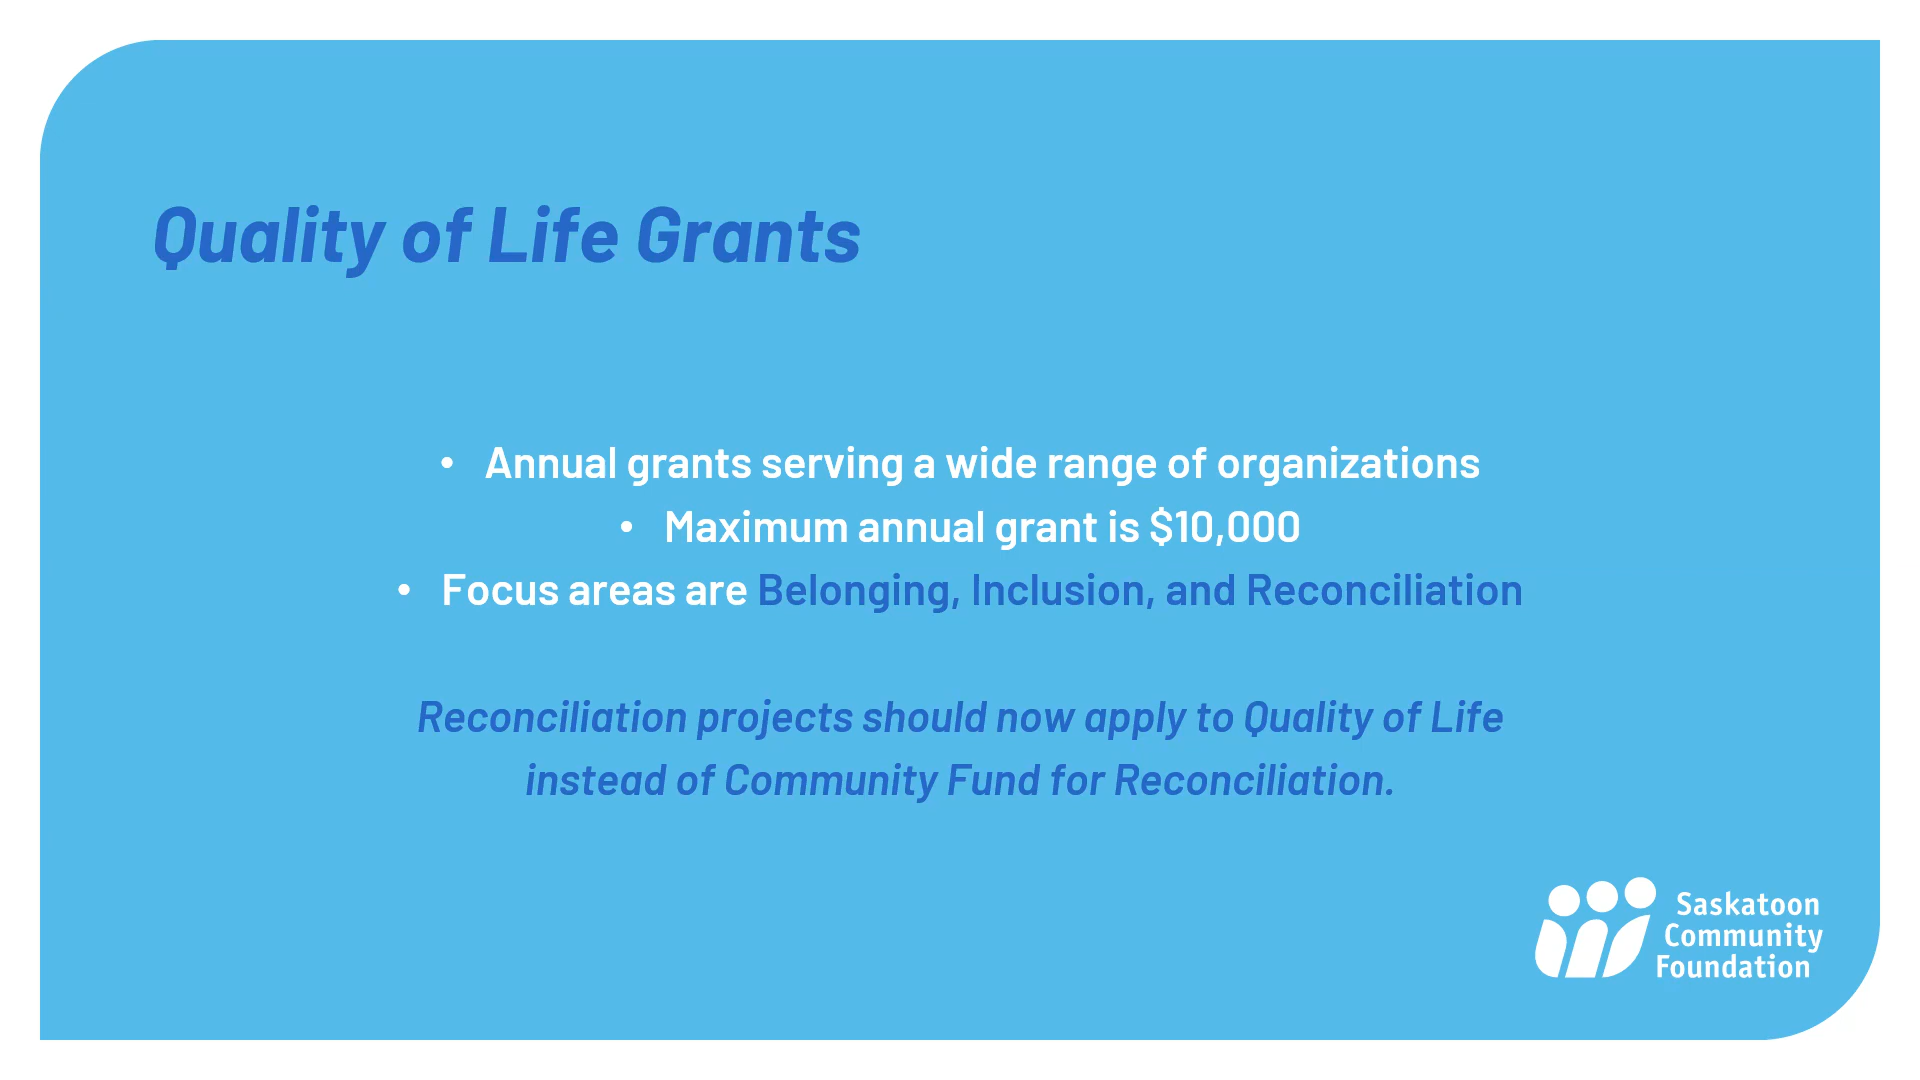 Quality of Life Grants
• Annual grants serving a wide range of organizations
• Maximum annual grant is $10,000
• Focus areas are Belonging, Inclusion, and Reconciliation
Reconciliation projects should now apply to Quality of Life
instead of Community Fund for Reconciliation.
Saskatoon
Community
Foundation